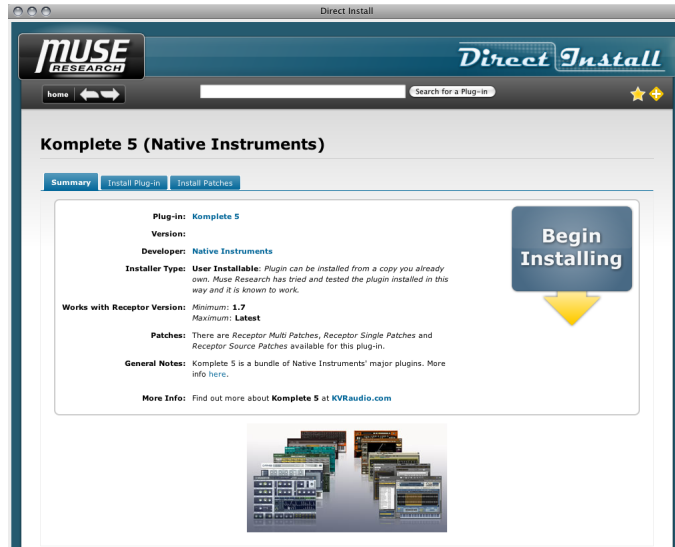 Direct Install
MUSE
RESEARCH
Direct Install
home
Search for a Plug-in
Komplete 5 (Native Instruments)
Summary
Install Plug-in
Install Patches
Plug-in: Komplete 5
Version:
Developer: Native Instruments
Installer Type: User Installable: Plugin can be installed from a copy you already
own. Muse Research has tried and tested the plugin installed in this
way and it is known to work.
Works with Receptor Version: Minimum: 1.7
Maximum: Latest
Patches: There are Receptor Multi Patches, Receptor Single Patches and
Receptor Source Patches available for this plug-in.
General Notes: Komplete 5 is a bundle of Native Instruments' major plugins. More
info here.
More Info: Find out more about Komplete 5 at KVRaudio.com
Begin
Installing